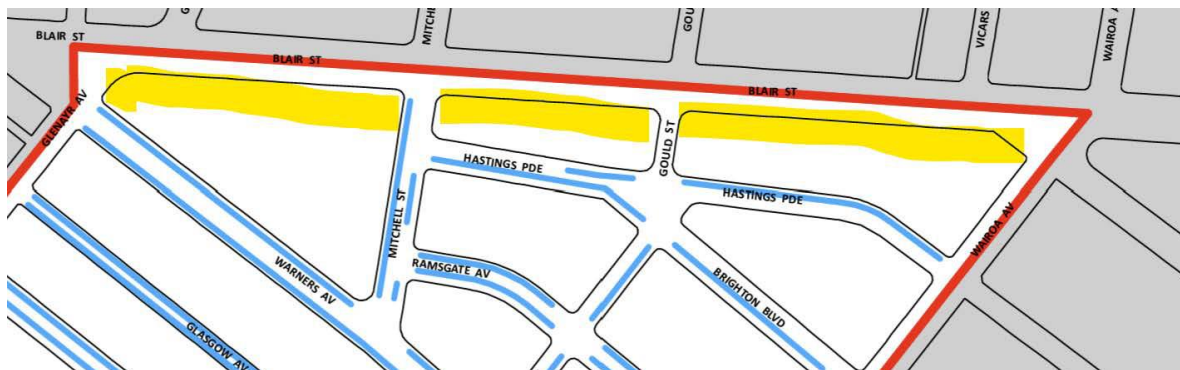 BLAIR ST
BLAIR ST
BLAIR ST
GLENAYR AV
MITCHELL ST
HASTINGS PDE
GOULD ST
HASTINGS PDE
WAIROA AV
RAMSGATE AV
WARNERS AV
BRIGHTON BLVD
GLASGOW AV
VICARS
WAIROA A